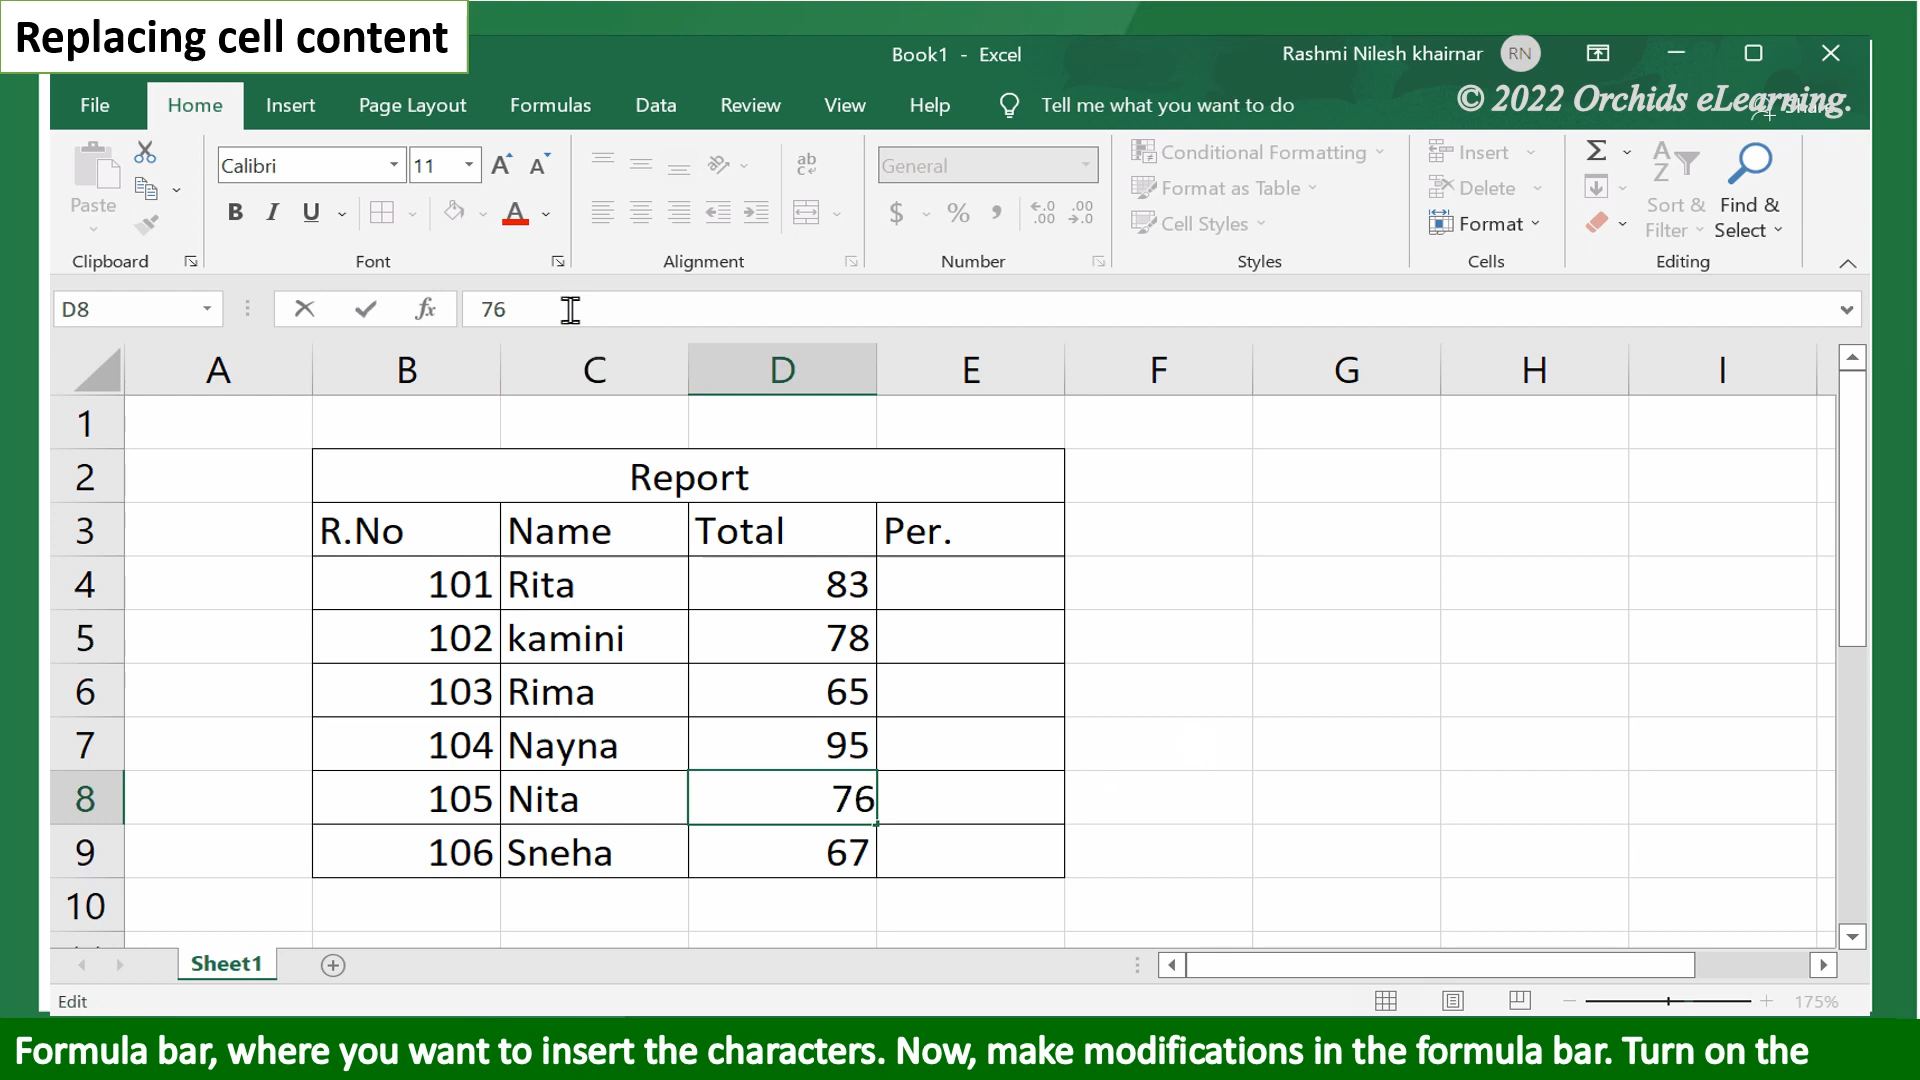 Replacing cell content
Book1 - Excel
Rashmi Nilesh khairnar RN
© 2022 Orchids eLearning.
File Home Insert Page Layout Formulas Data Review View Help Tell me what you want to do Share
Paste
Clipboard
Calibri 11
B I U A
Font
ab
Alignment
General
$ % ,
Number
Conditional Formatting
Format as Table
Cell Styles
Styles
Insert
Delete
Format
Cells
Sort & Filter
Find & Select
Editing
D8 fx 76
A B C D E F G H I
1
2 Report
3 R.No Name Total Per.
4 101 Rita 83
5 102 kamini 78
6 103 Rima 65
7 104 Nayna 95
8 105 Nita 76
9 106 Sneha 67
10
Sheet1
Edit 175%
Formula bar, where you want to insert the characters. Now, make modifications in the formula bar. Turn on the